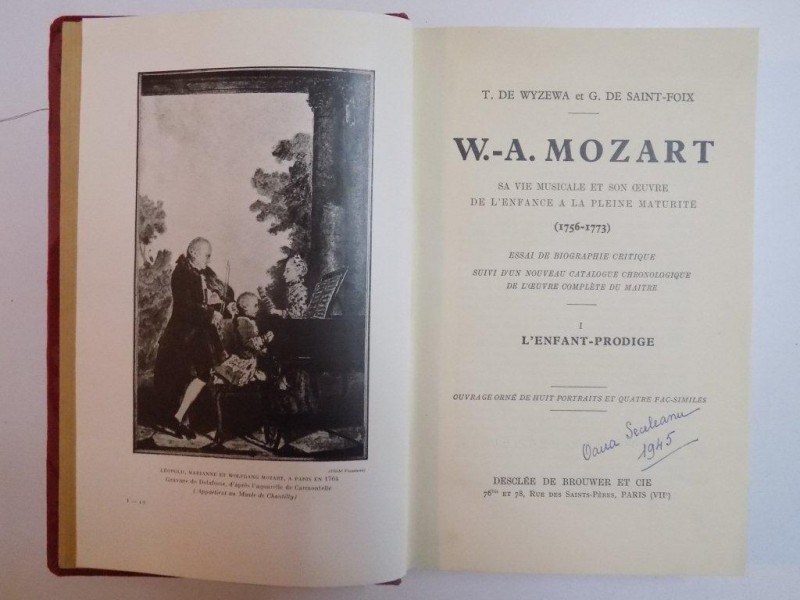 LÉOPOLD, MARIANNE ET WOLFGANG MOZART, A PARIS EN 1764
Gravure de Delafosse, d'après l'aquarelle de Carmontelle
(Appartient au Musée de Chantilly)
T. DE WYZEWA et G. DE SAINT-FOIX
W.-A. MOZART
SA VIE MUSICALE ET SON ŒUVRE
DE L'ENFANCE A LA PLEINE MATURITÉ
(1756-1773)
ESSAI DE BIOGRAPHIE CRITIQUE
SUIVI D'UN NOUVEAU CATALOGUE CHRONOLOGIQUE
DE L'ŒUVRE COMPLÈTE DU MAITRE
I
L'ENFANT-PRODIGE
OUVRAGE ORNÉ DE HUIT PORTRAITS ET QUATRE FAC-SIMILÉS
Oana Seuleanu
1945
DESCLÉE DE BROUWER ET CIE
76bis ET 78, RUE DES SAINTS-PÈRES, PARIS (VIIe)